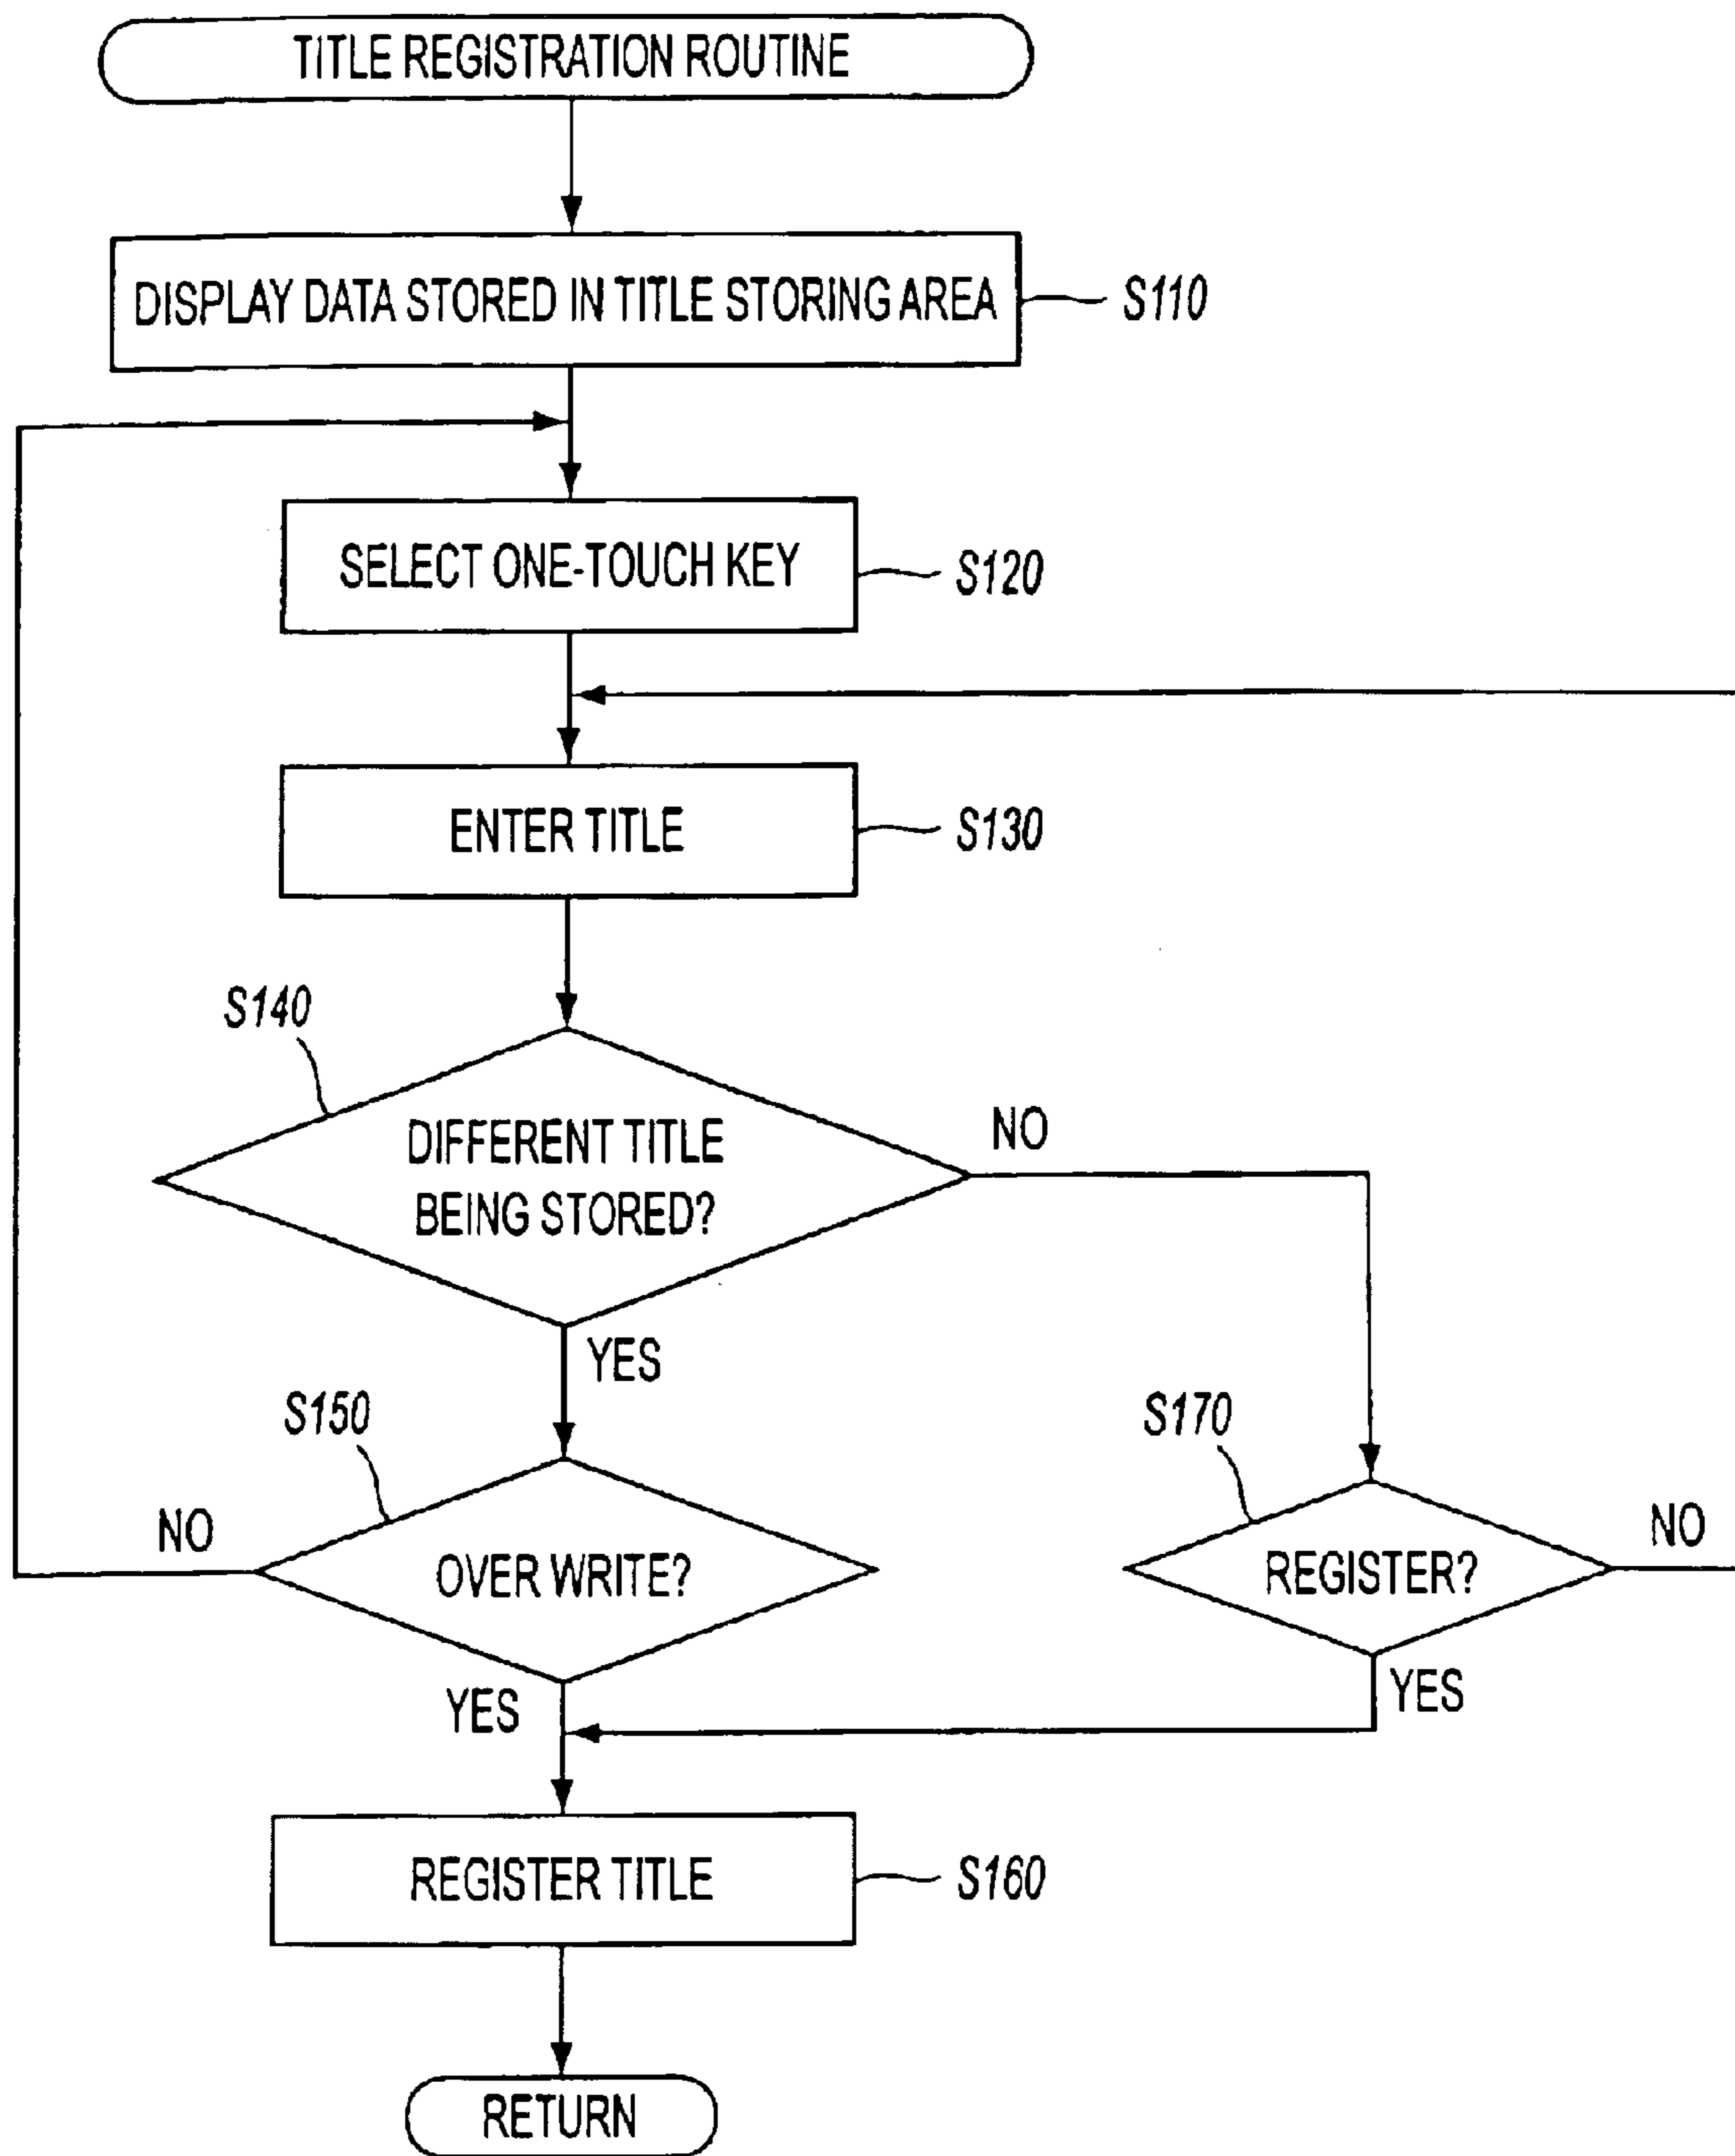 TITLE REGISTRATION ROUTINE
DISPLAY DATA STORED IN TITLE STORING AREA
S110
SELECT ONE-TOUCH KEY
S120
ENTER TITLE
S130
S140
DIFFERENT TITLE
BEING STORED?
NO
YES
S150
S170
NO
OVER WRITE?
REGISTER?
NO
YES
YES
REGISTER TITLE
S160
RETURN